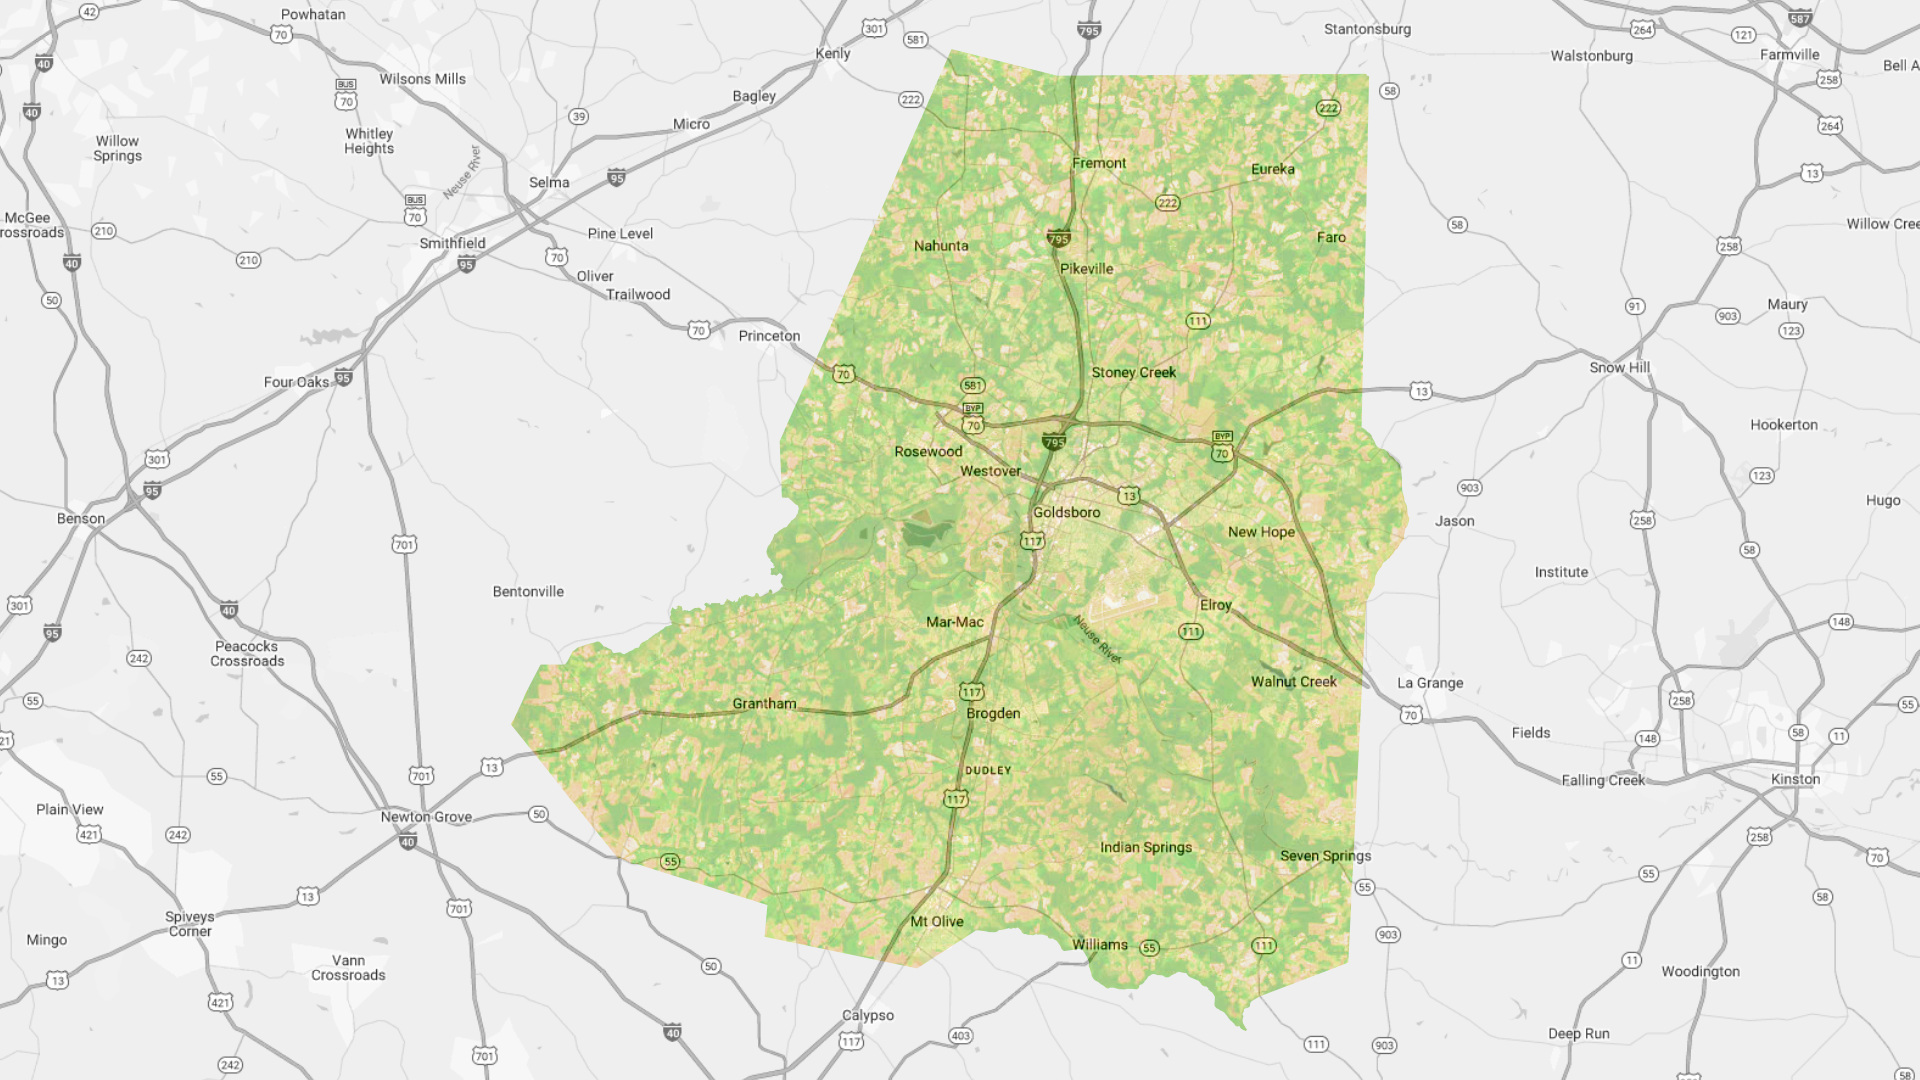 42
Powhatan
70
301
581
795
Stantonsburg
264
587
121
Farmville
Kenly
Walstonburg
258
Bell A
40
Wilsons Mills
BUS
70
Bagley
222
58
222
40
39
Micro
264
Willow
Springs
Whitley
Heights
Neuse River
Fremont
Eureka
13
Selma
95
BUS
70
222
McGee
rossroads
210
Pine Level
58
Willow Cree
Smithfield
795
Faro
Nahunta
258
210
70
40
95
Oliver
Pikeville
Trailwood
50
91
Maury
903
123
70
Princeton
111
70
Stoney Creek
Snow Hill
Four Oaks
95
581
13
BYP
70
Hookerton
BYP
70
795
301
Rosewood
Westover
123
95
903
13
Hugo
Benson
Goldsboro
Jason
258
New Hope
701
117
58
Institute
Bentonville
301
40
Elroy
95
Mar-Mac
148
111
Neuse River
Peacocks
Crossroads
242
Walnut Creek
La Grange
117
55
Grantham
258
55
Brogden
70
Fields
58
11
21
148
13
DUDLEY
55
701
Falling Creek
Kinston
117
Plain View
Newton Grove
50
421
242
40
258
Indian Springs
Seven Springs
70
55
55
55
13
58
701
Spiveys
Corner
Mt Olive
Mingo
Williams
55
111
903
Vann
Crossroads
50
11
Woodington
13
421
Calypso
40
403
Deep Run
117
111
903
701
242
58